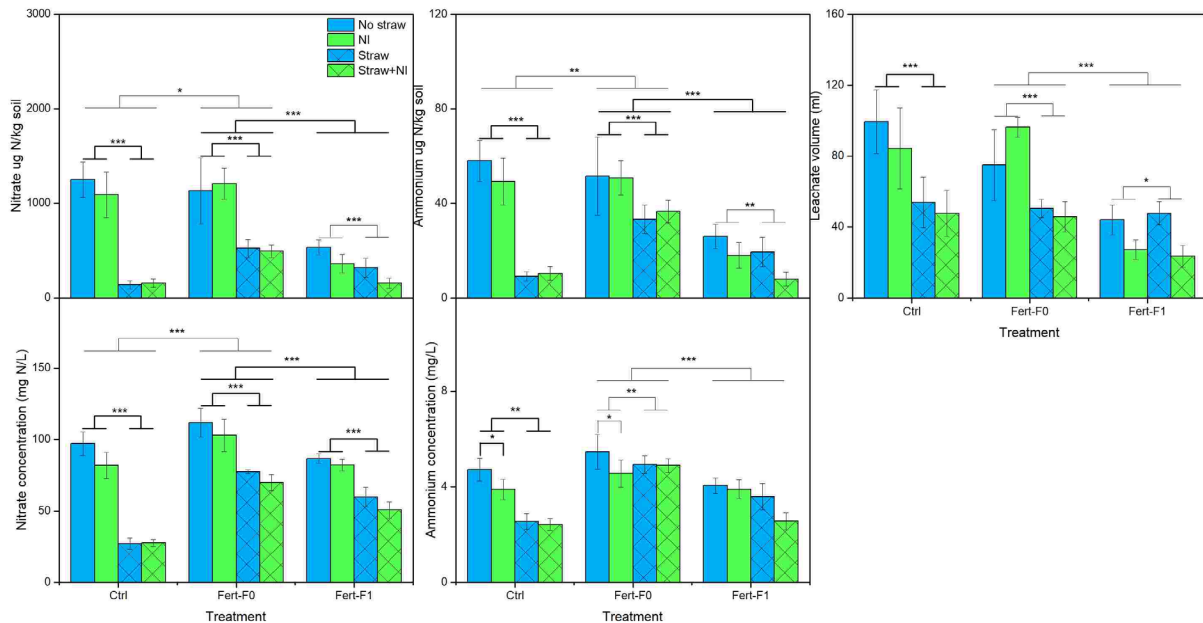 3000
2000
1000
0
Nitrate ug N/kg soil
No straw
NI
Straw
Straw+NI
*
***
***
***
***
120
80
40
0
Ammonium ug N/kg soil
**
***
***
***
**
160
120
80
40
0
Leachate volume (ml)
***
***
***
*
Ctrl
Fert-F0
Fert-F1
Treatment
150
100
50
0
Nitrate concentration (mg N/L)
***
***
***
***
***
Ctrl
Fert-F0
Fert-F1
Treatment
8
4
0
Ammonium concentration (mg/L)
***
**
**
*
*
Ctrl
Fert-F0
Fert-F1
Treatment